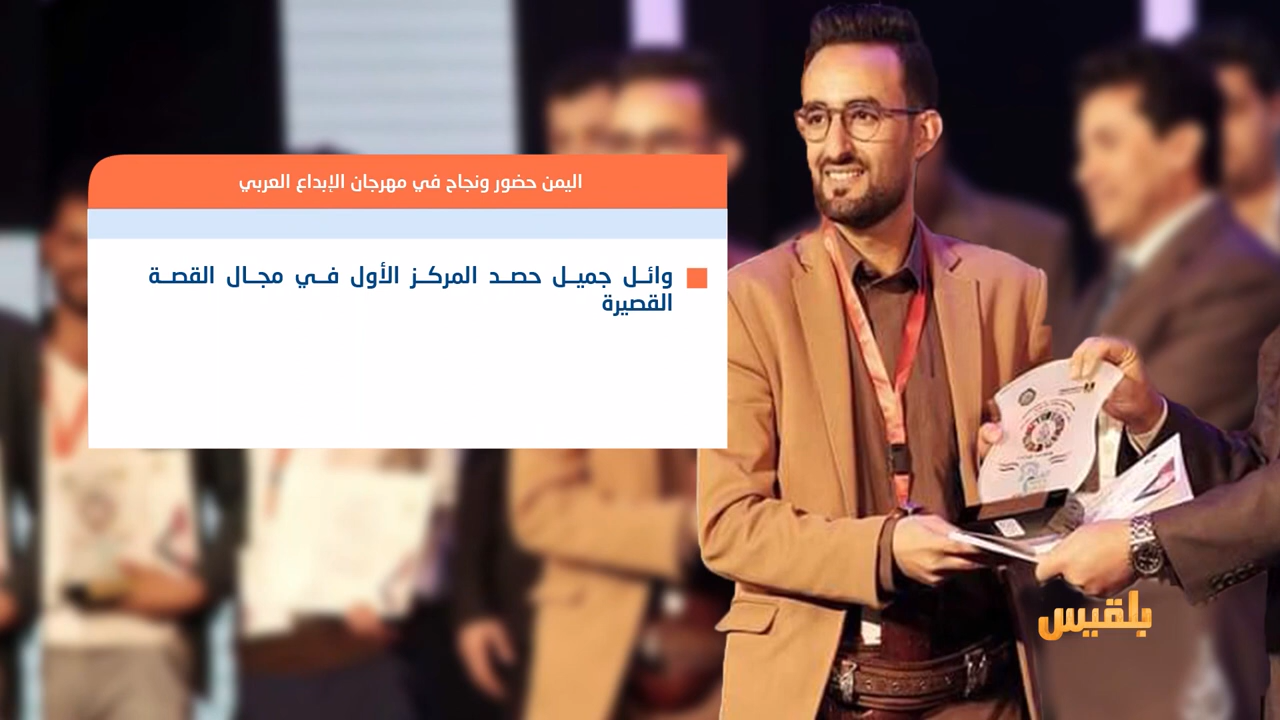 اليمن حضور ونجاح في مهرجان الإبداع العربي
وائل جميل حصد المركز الأول في مجال القصة
القصيرة
بلقيس